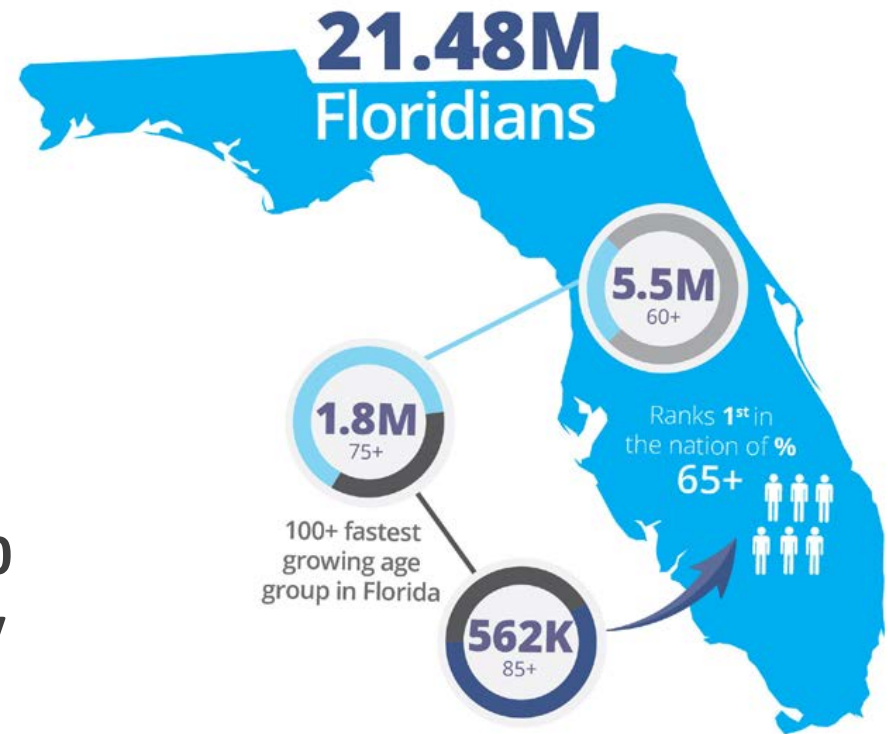 21.48M
Floridians
5.5M
60+
1.8M
75+
Ranks 1st in
the nation of %
65+
100+ fastest
growing age
group in Florida
562K
85+